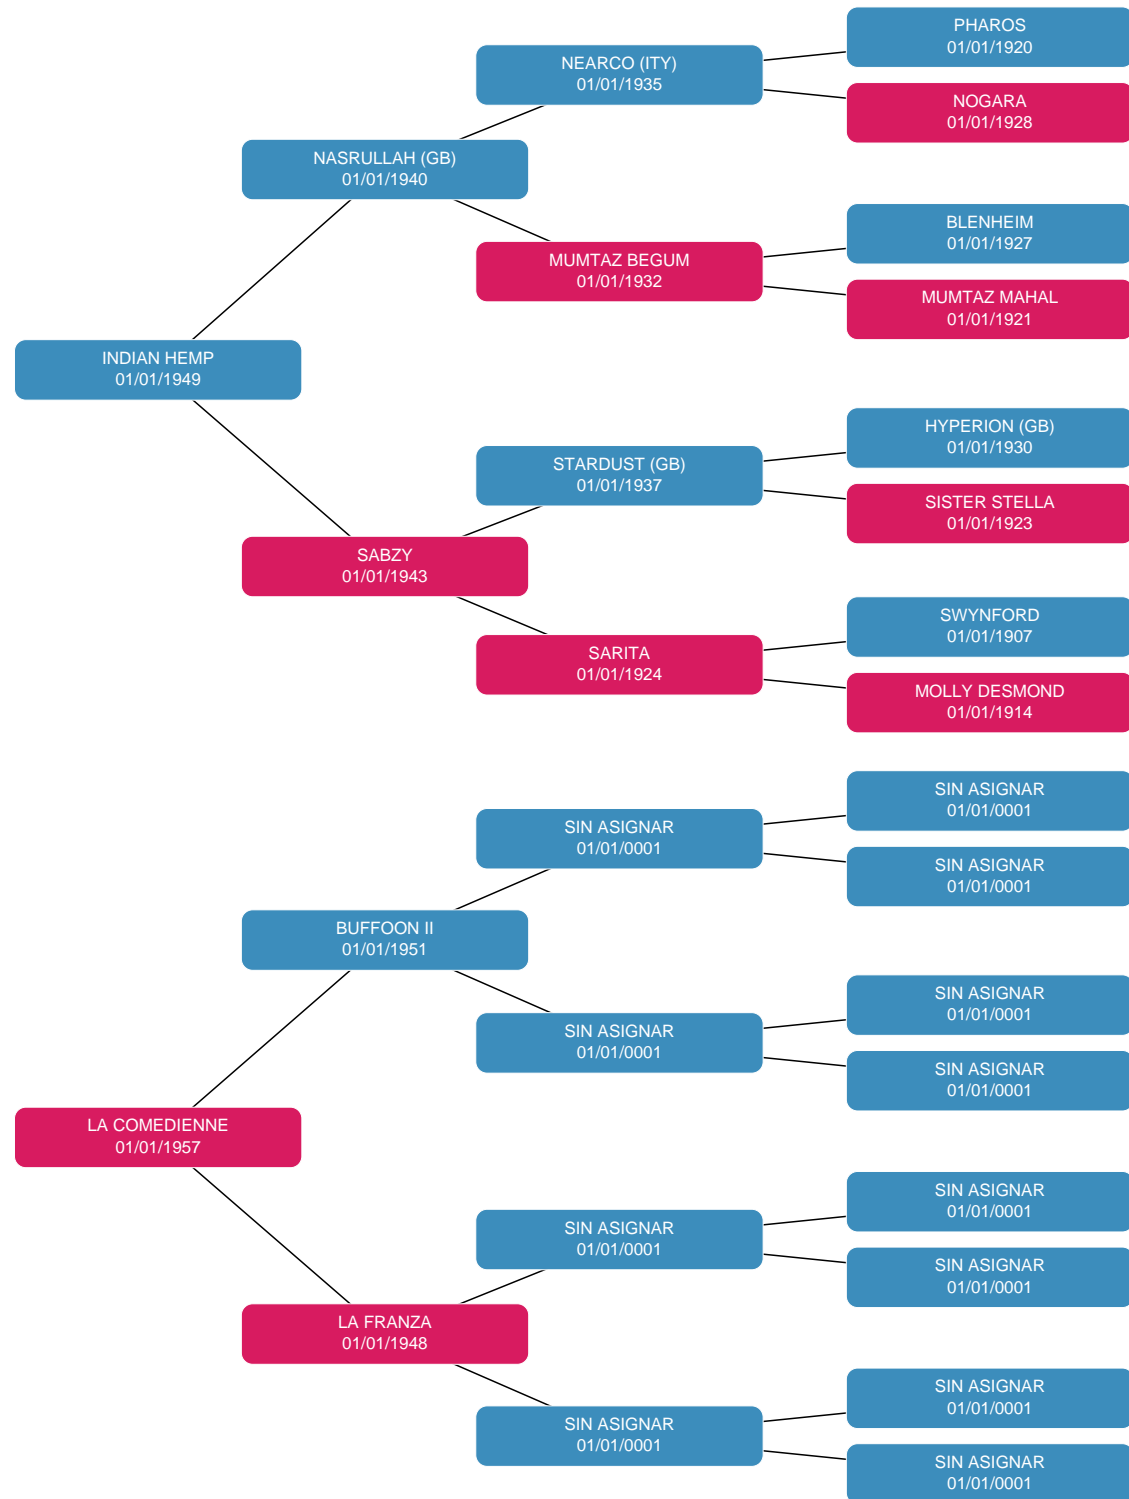 PHAROS
01/01/1920
NEARCO (ITY)
01/01/1935
NOGARA
01/01/1928
NASRULLAH (GB)
01/01/1940
BLENHEIM
01/01/1927
MUMTAZ BEGUM
01/01/1932
MUMTAZ MAHAL
01/01/1921
INDIAN HEMP
01/01/1949
HYPERION (GB)
01/01/1930
STARDUST (GB)
01/01/1937
SISTER STELLA
01/01/1923
SABZY
01/01/1943
SWYNFORD
01/01/1907
SARITA
01/01/1924
MOLLY DESMOND
01/01/1914
SIN ASIGNAR
01/01/0001
SIN ASIGNAR
01/01/0001
SIN ASIGNAR
01/01/0001
BUFFOON II
01/01/1951
SIN ASIGNAR
01/01/0001
SIN ASIGNAR
01/01/0001
SIN ASIGNAR
01/01/0001
LA COMEDIENNE
01/01/1957
SIN ASIGNAR
01/01/0001
SIN ASIGNAR
01/01/0001
SIN ASIGNAR
01/01/0001
LA FRANZA
01/01/1948
SIN ASIGNAR
01/01/0001
SIN ASIGNAR
01/01/0001
SIN ASIGNAR
01/01/0001